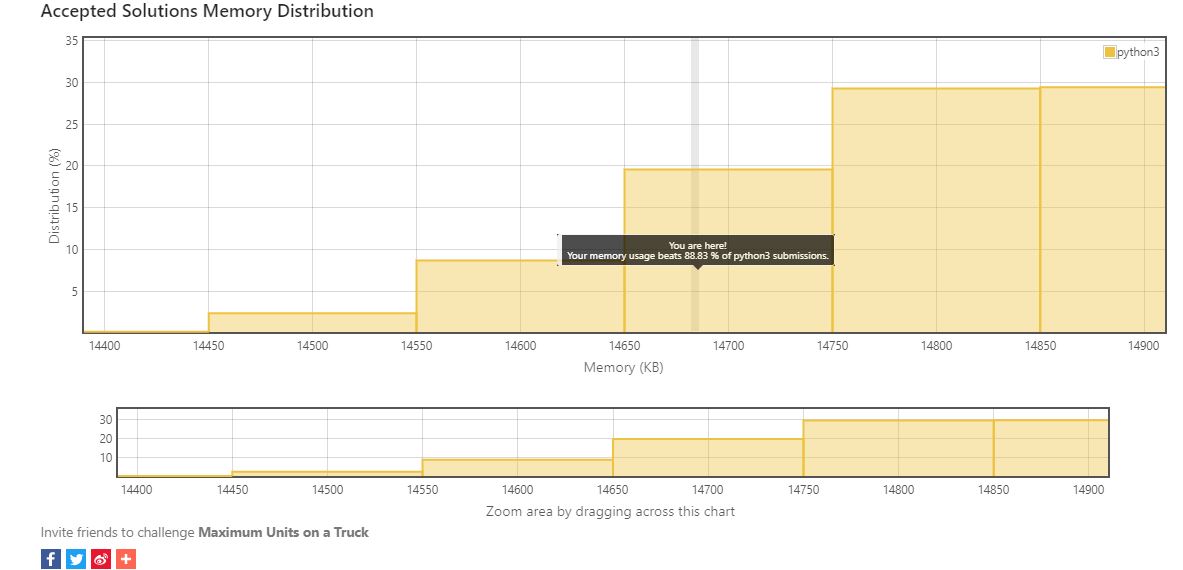 Accepted Solutions Memory Distribution
35
30
25
20
15
10
5
Distribution (%)
python3
You are here!
Your memory usage beats 88.83 % of python3 submissions.
14400 14450 14500 14550 14600 14650 14700 14750 14800 14850 14900
Memory (KB)
30
20
10
14400 14450 14500 14550 14600 14650 14700 14750 14800 14850 14900
Zoom area by dragging across this chart
Invite friends to challenge Maximum Units on a Truck